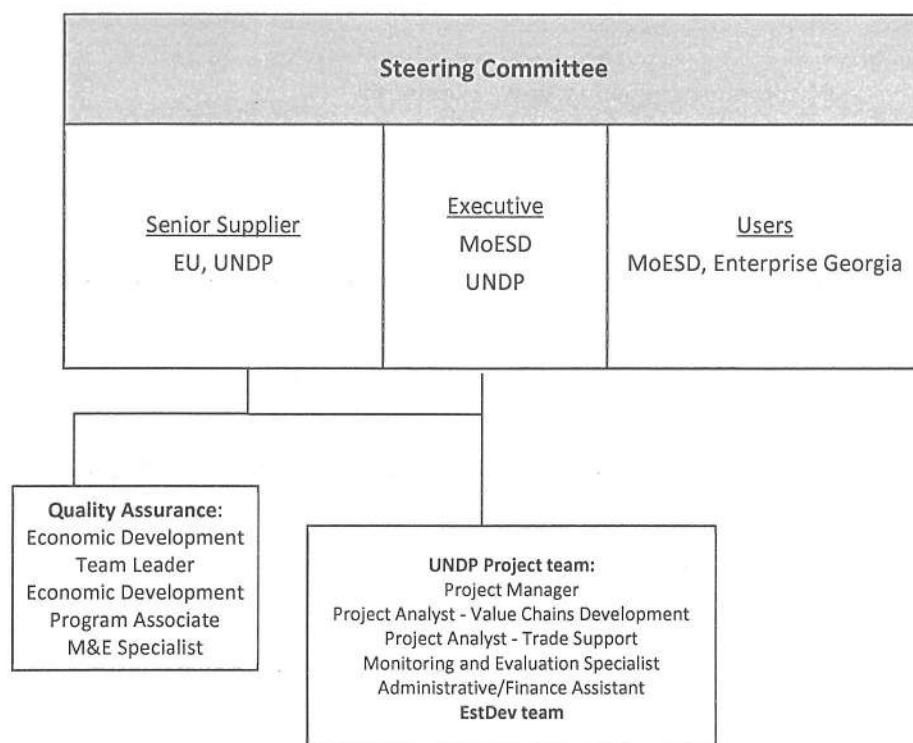 Steering Committee
Senior Supplier
EU, UNDP
Executive
MoESD
UNDP
Users
MoESD, Enterprise Georgia
Quality Assurance:
Economic Development
Team Leader
Economic Development
Program Associate
M&E Specialist
UNDP Project team:
Project Manager
Project Analyst - Value Chains Development
Project Analyst - Trade Support
Monitoring and Evaluation Specialist
Administrative/Finance Assistant
EstDev team